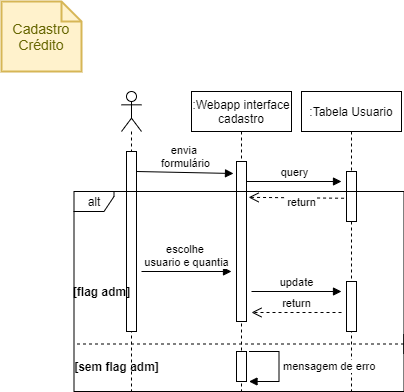 Cadastro
Crédito
:Webapp interface
cadastro
:Tabela Usuario
envia
formulário
query
return
alt
escolhe
usuario e quantia
update
[flag adm]
return
[sem flag adm]
mensagem de erro